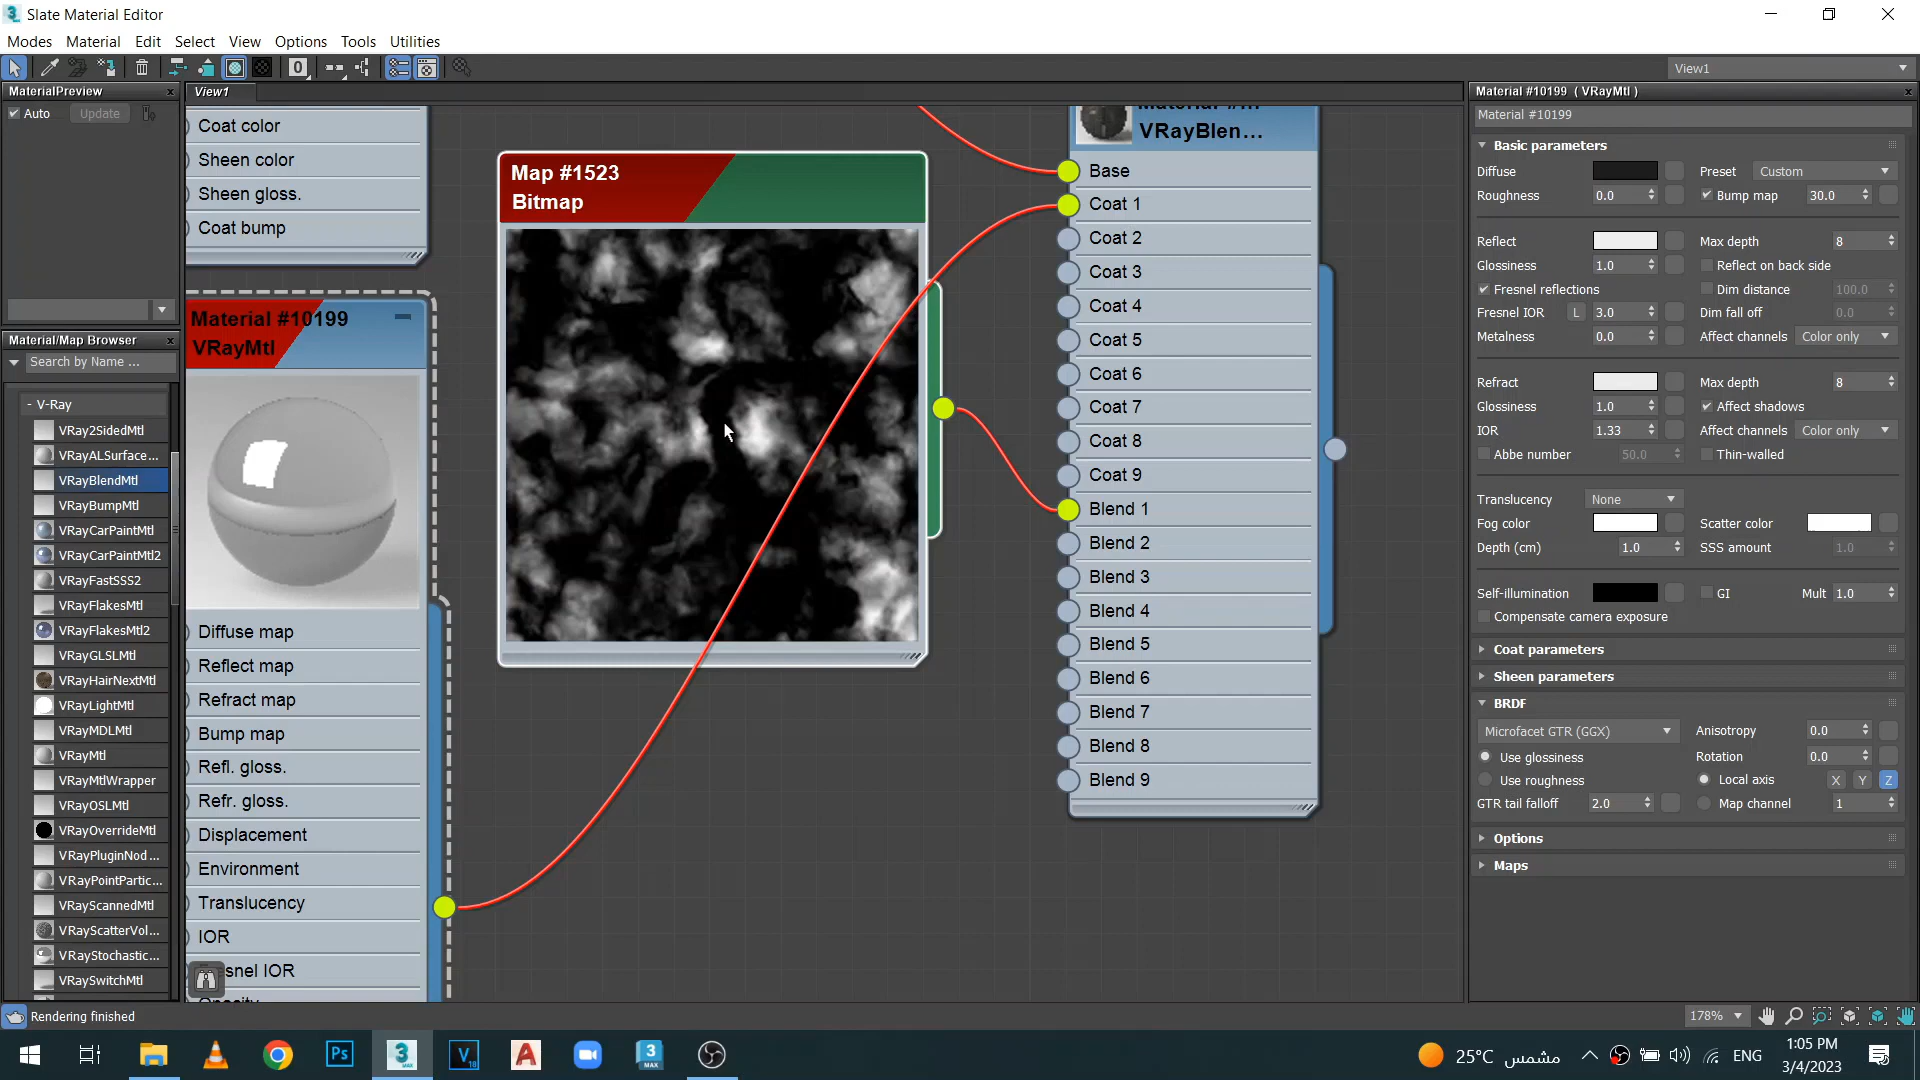 Slate Material Editor
Modes Material Edit Select View Options Tools Utilities
View1
MaterialPreview
Auto Update
Material/Map Browser
Search by Name ...
- V-Ray
VRay2SidedMtl
VRayALSurface...
VRayBlendMtl
VRayBumpMtl
VRayCarPaintMtl
VRayCarPaintMtl2
VRayFastSSS2
VRayFlakesMtl
VRayFlakesMtl2
VRayGLSLMtl
VRayHairNextMtl
VRayLightMtl
VRayMDLMtl
VRayMtl
VRayMtlWrapper
VRayOSLMtl
VRayOverrideMtl
VRayPluginNod...
VRayPointPartic...
VRayScannedMtl
VRayScatterVol...
VRayStochastic...
VRaySwitchMtl
View1
Coat color
Sheen color
Sheen gloss.
Coat bump
Material #10199
VRayMtl
Diffuse map
Reflect map
Refract map
Bump map
Refl. gloss.
Refr. gloss.
Displacement
Environment
Translucency
IOR
Map #1523
Bitmap
VRayBlen...
Base
Coat 1
Coat 2
Coat 3
Coat 4
Coat 5
Coat 6
Coat 7
Coat 8
Coat 9
Blend 1
Blend 2
Blend 3
Blend 4
Blend 5
Blend 6
Blend 7
Blend 8
Blend 9
Material #10199 ( VRayMtl )
Material #10199
Basic parameters
Diffuse Preset Custom
Roughness 0.0 Bump map 30.0
Reflect Max depth 8
Glossiness 1.0 Reflect on back side
Fresnel reflections Dim distance 100.0
Fresnel IOR L 3.0 Dim fall off 0.0
Metalness 0.0 Affect channels Color only
Refract Max depth 8
Glossiness 1.0 Affect shadows
IOR 1.33 Affect channels Color only
Abbe number 50.0 Thin-walled
Translucency None
Fog color Scatter color
Depth (cm) 1.0 SSS amount 1.0
Self-illumination GI Mult 1.0
Compensate camera exposure
Coat parameters
Sheen parameters
BRDF
Microfacet GTR (GGX) Anisotropy 0.0
Use glossiness Rotation 0.0
Use roughness Local axis X Y Z
GTR tail falloff 2.0 Map channel 1
Options
Maps
Rendering finished
178%
25°C مشمس ENG
1:05 PM
3/4/2023